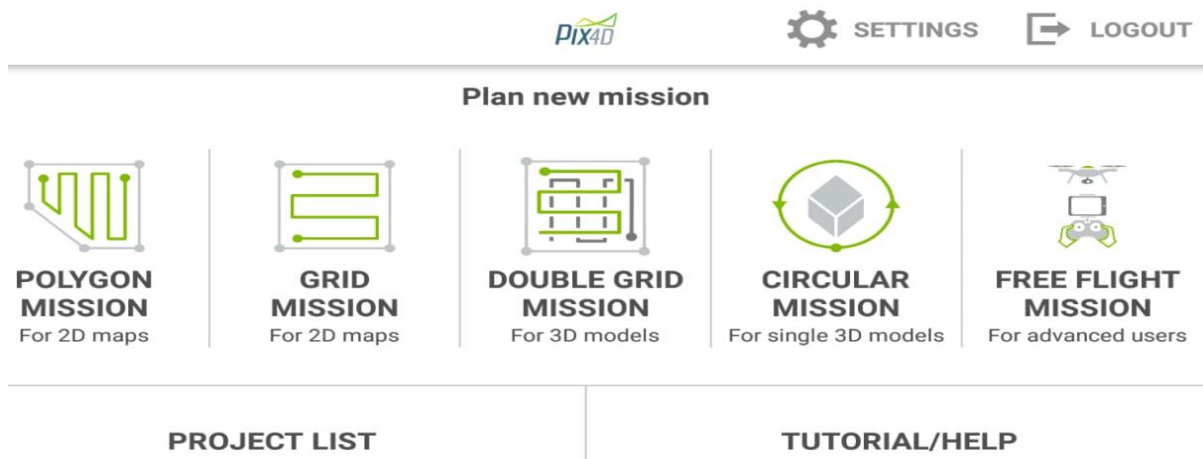 PIX4D
SETTINGS
LOGOUT
Plan new mission
POLYGON
MISSION
For 2D maps
GRID
MISSION
For 2D maps
DOUBLE GRID
MISSION
For 3D models
CIRCULAR
MISSION
For single 3D models
FREE FLIGHT
MISSION
For advanced users
PROJECT LIST
TUTORIAL/HELP